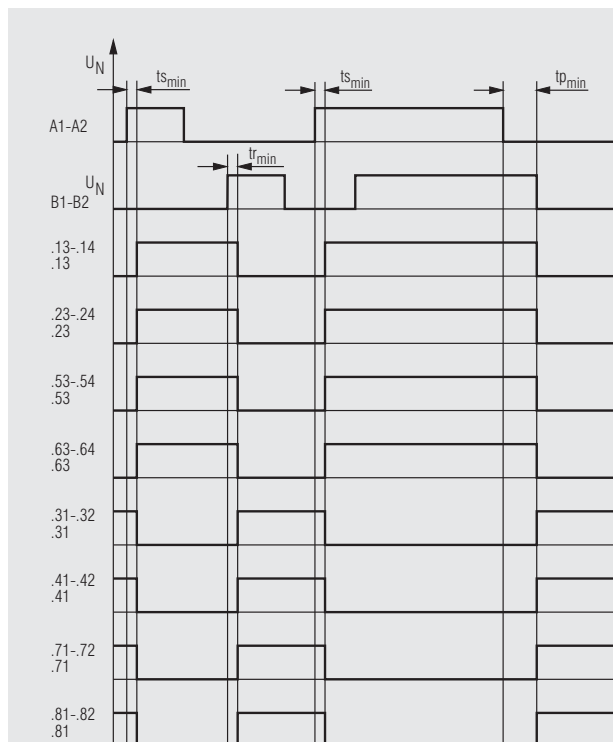 U_N
ts_min
ts_min
tp_min
A1-A2
tr_min
U_N
B1-B2
.13-.14
.13
.23-.24
.23
.53-.54
.53
.63-.64
.63
.31-.32
.31
.41-.42
.41
.71-.72
.71
.81-.82
.81